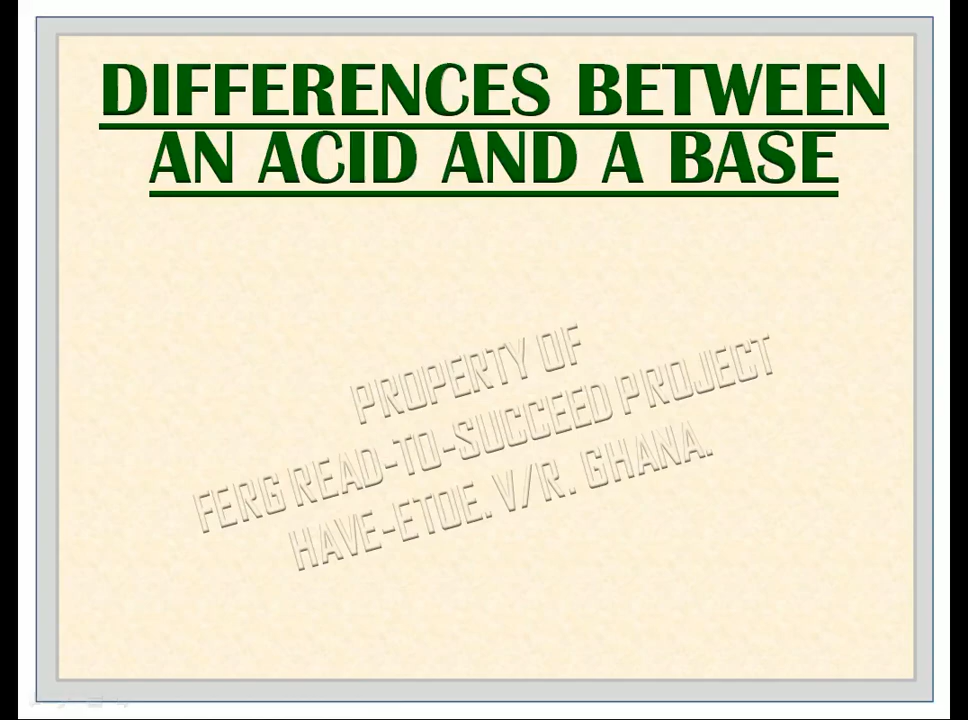 DIFFERENCES BETWEEN
AN ACID AND A BASE
PROPERTY OF
FERG READ-TO-SUCCEED PROJECT
HAVE-ETOE. V/R. GHANA.